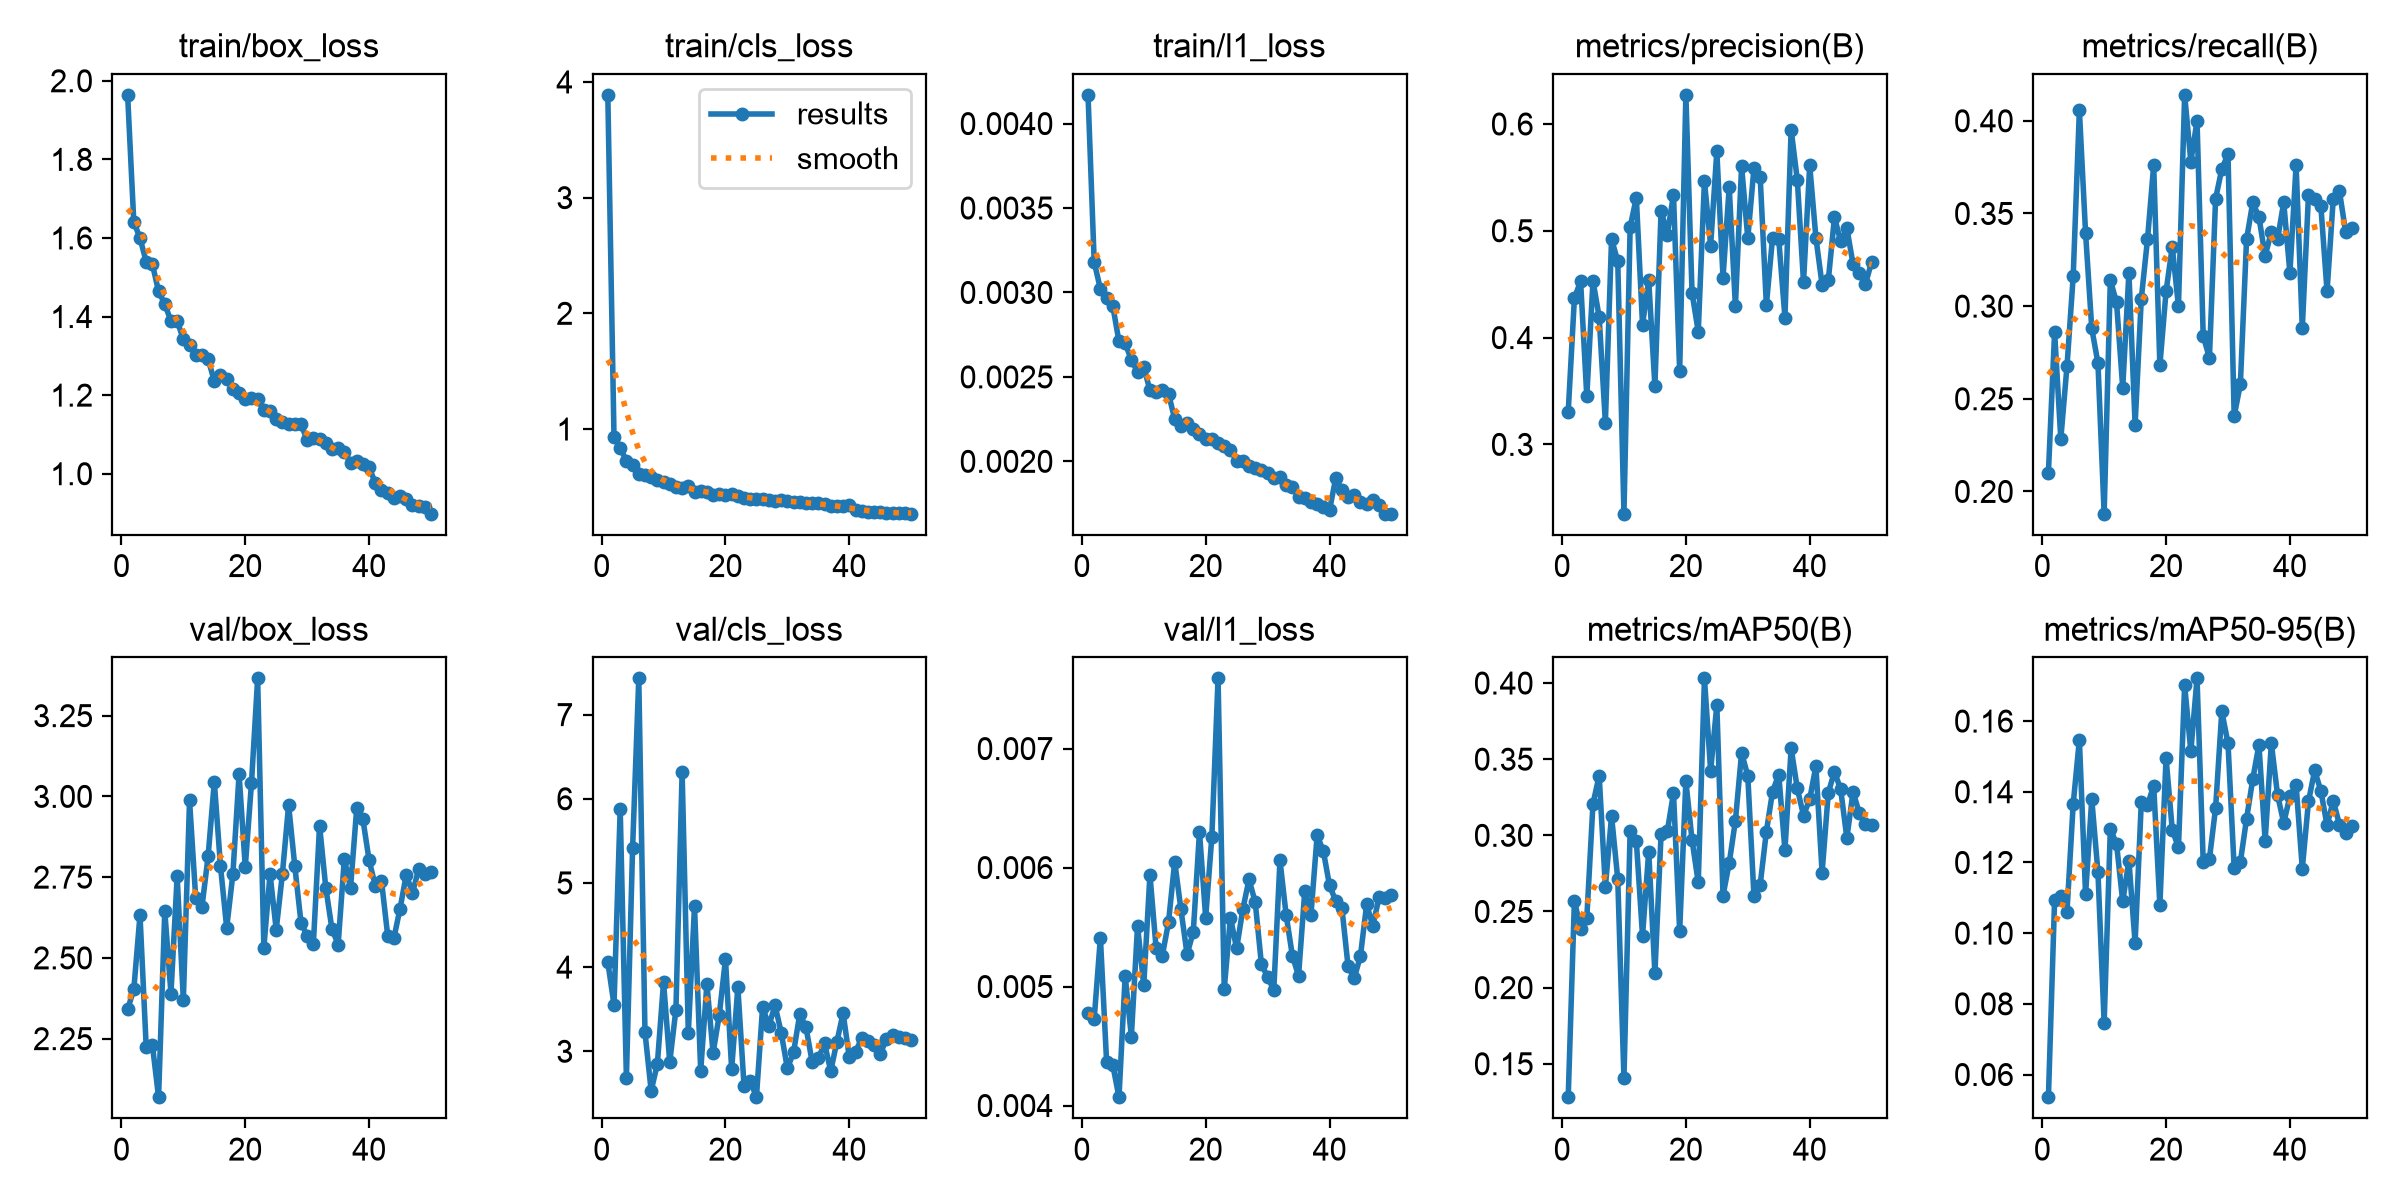 train/box_loss
2.0
1.8
1.6
1.4
1.2
1.0
0 20 40
train/cls_loss
results
smooth
4
3
2
1
0 20 40
train/l1_loss
0.0040
0.0035
0.0030
0.0025
0.0020
0 20 40
metrics/precision(B)
0.6
0.5
0.4
0.3
0 20 40
metrics/recall(B)
0.40
0.35
0.30
0.25
0.20
0 20 40
val/box_loss
3.25
3.00
2.75
2.50
2.25
0 20 40
val/cls_loss
7
6
5
4
3
0 20 40
val/l1_loss
0.007
0.006
0.005
0.004
0 20 40
metrics/mAP50(B)
0.40
0.35
0.30
0.25
0.20
0.15
0 20 40
metrics/mAP50-95(B)
0.16
0.14
0.12
0.10
0.08
0.06
0 20 40